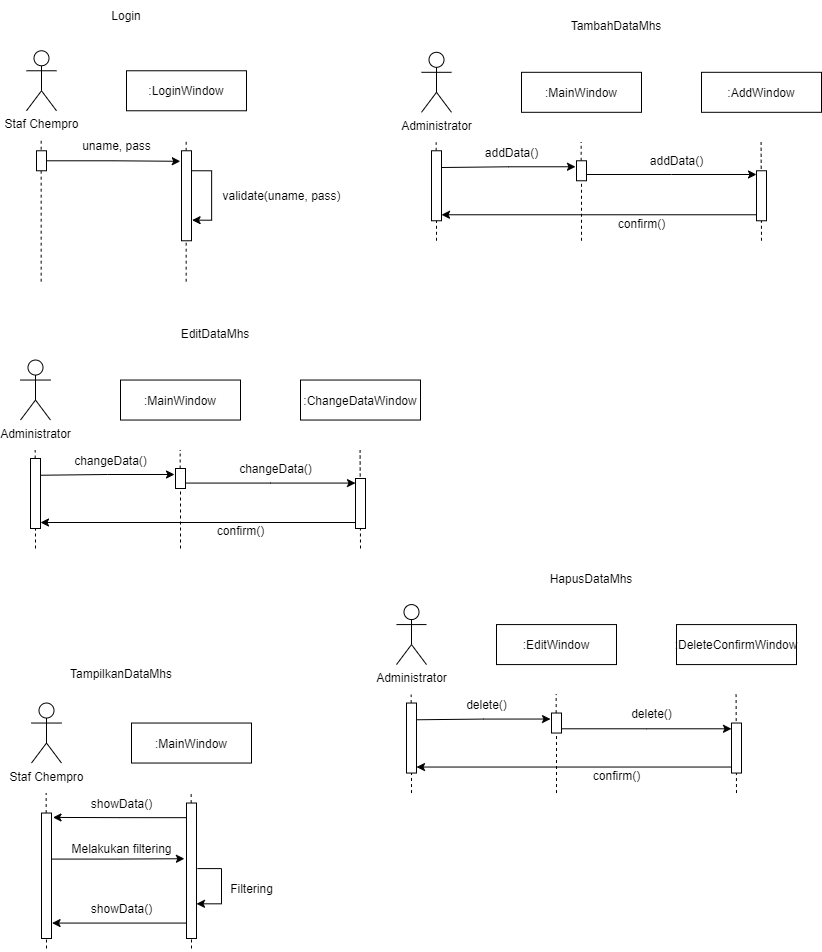 Login
Staf Chempro
:LoginWindow
uname, pass
validate(uname, pass)
TambahDataMhs
Administrator
:MainWindow
:AddWindow
addData()
addData()
confirm()
EditDataMhs
Administrator
:MainWindow
:ChangeDataWindow
changeData()
changeData()
confirm()
HapusDataMhs
Administrator
:EditWindow
:DeleteConfirmWindow
delete()
delete()
confirm()
TampilkanDataMhs
Staf Chempro
:MainWindow
showData()
Melakukan filtering
Filtering
showData()